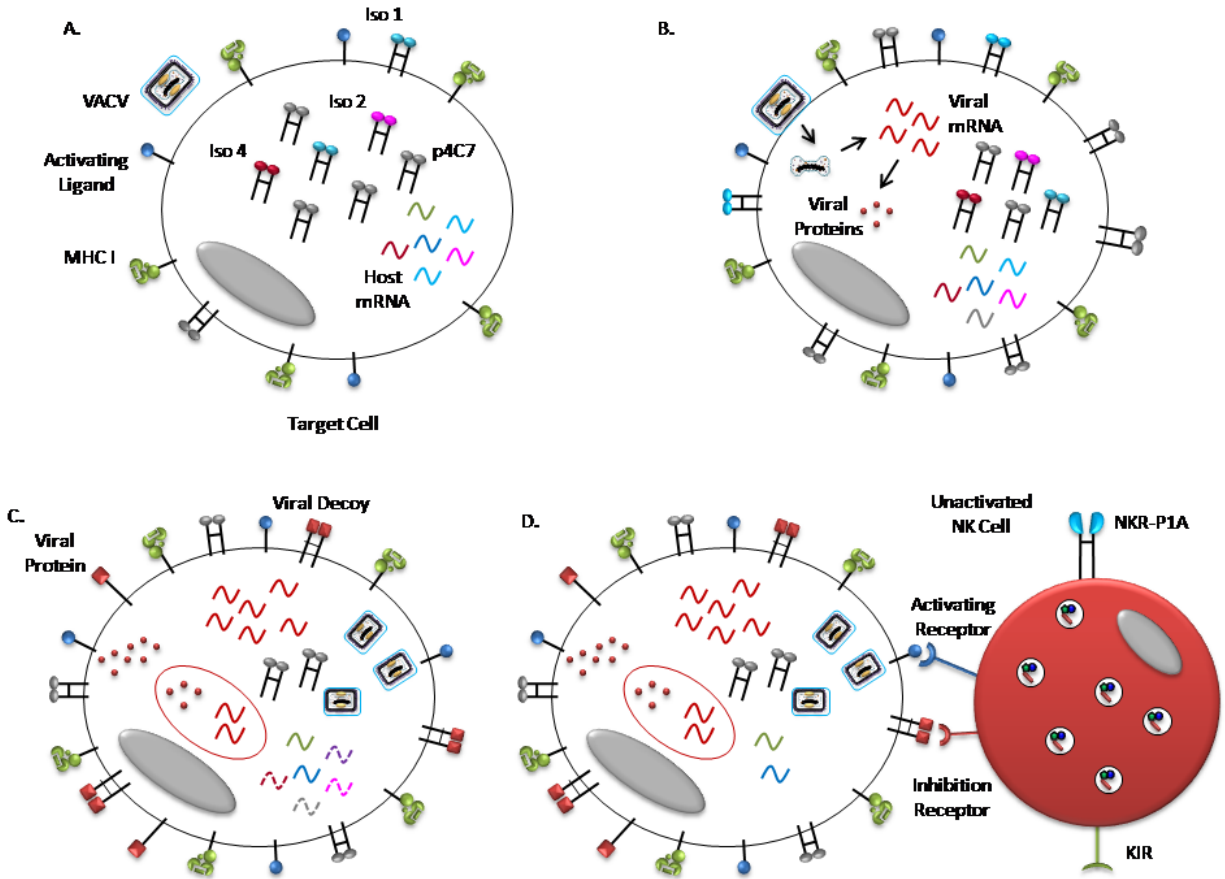 A.
Iso 1
VACV
Iso 2
p4C7
Iso 4
Activating
Ligand
MHC I
Host
mRNA
Target Cell
B.
Viral
mRNA
Viral
Proteins
C.
Viral Decoy
Viral
Protein
D.
Unactivated
NK Cell
NKR-P1A
Activating
Receptor
Inhibition
Receptor
KIR